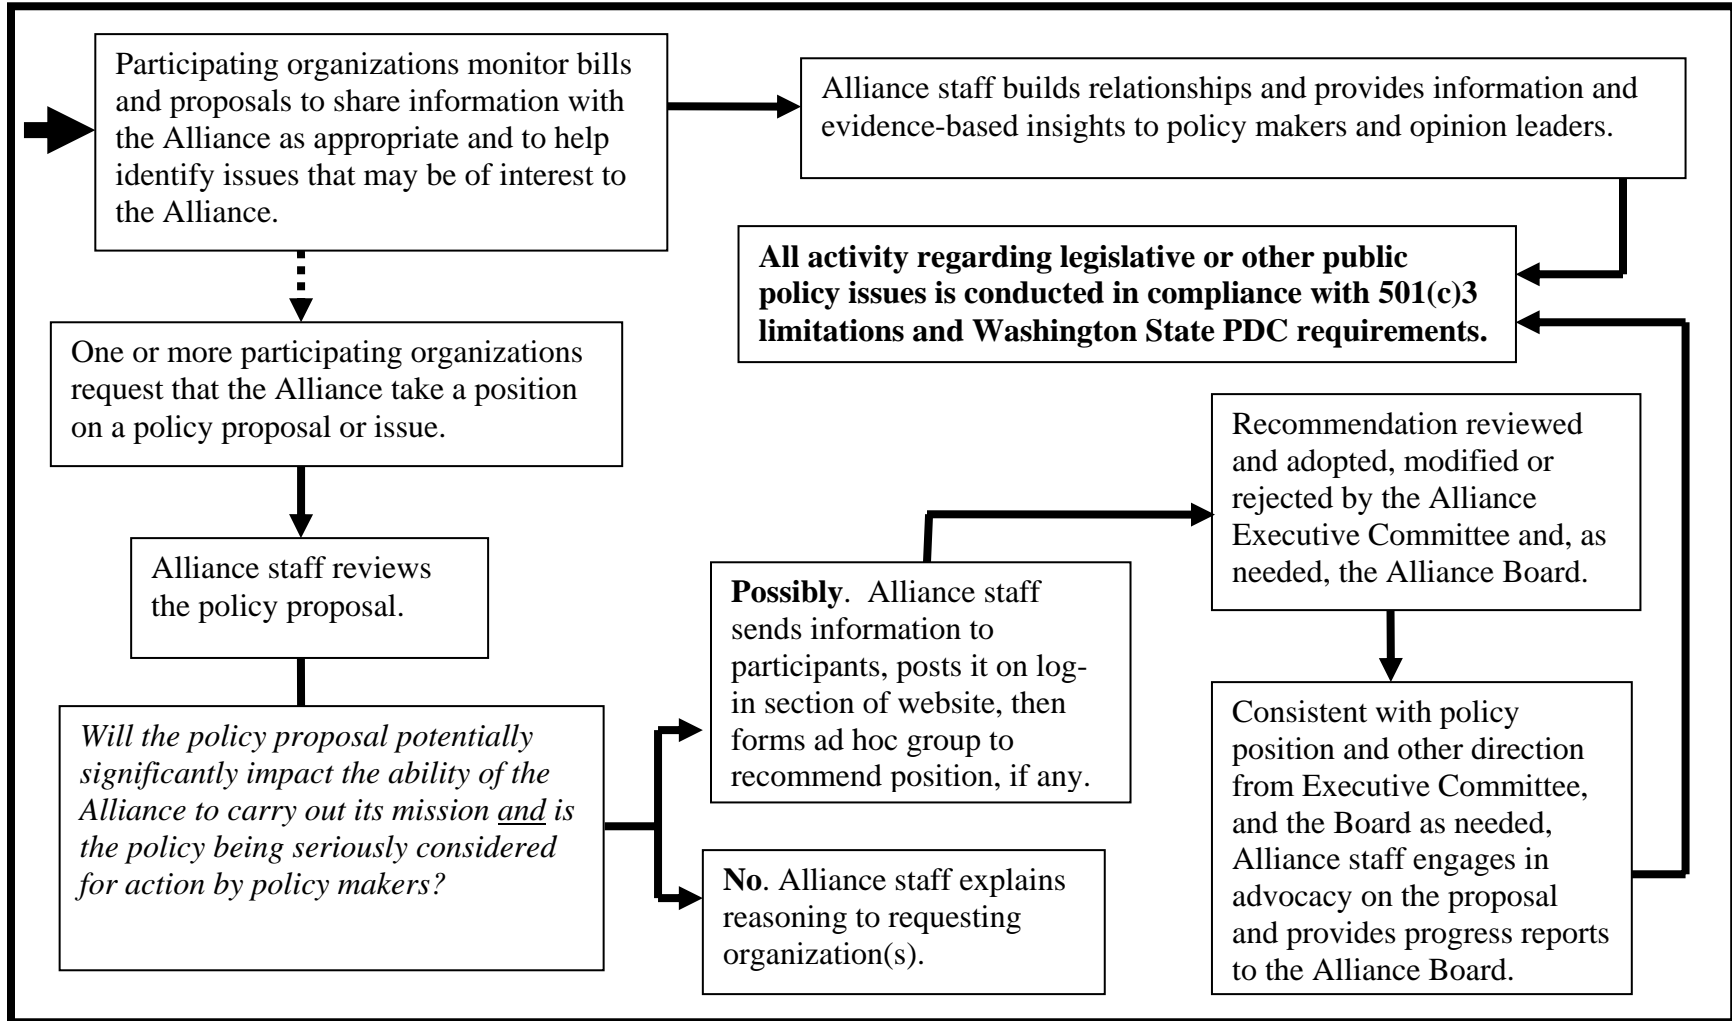 Participating organizations monitor bills
and proposals to share information with
the Alliance as appropriate and to help
identify issues that may be of interest to
the Alliance.
Alliance staff builds relationships and provides information and
evidence-based insights to policy makers and opinion leaders.
All activity regarding legislative or other public
policy issues is conducted in compliance with 501(c)3
limitations and Washington State PDC requirements.
One or more participating organizations
request that the Alliance take a position
on a policy proposal or issue.
Alliance staff reviews
the policy proposal.
Will the policy proposal potentially
significantly impact the ability of the
Alliance to carry out its mission and is
the policy being seriously considered
for action by policy makers?
Possibly. Alliance staff
sends information to
participants, posts it on log-
in section of website, then
forms ad hoc group to
recommend position, if any.
No. Alliance staff explains
reasoning to requesting
organization(s).
Recommendation reviewed
and adopted, modified or
rejected by the Alliance
Executive Committee and, as
needed, the Alliance Board.
Consistent with policy
position and other direction
from Executive Committee,
and the Board as needed,
Alliance staff engages in
advocacy on the proposal
and provides progress reports
to the Alliance Board.